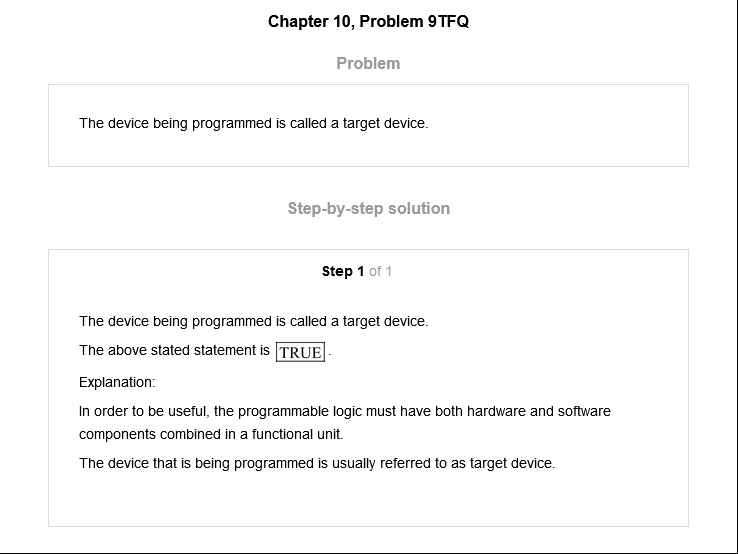 Chapter 10, Problem 9TFQ
Problem
The device being programmed is called a target device.
Step-by-step solution
Step 1 of 1
The device being programmed is called a target device.
The above stated statement is TRUE.
Explanation:
In order to be useful, the programmable logic must have both hardware and software
components combined in a functional unit.
The device that is being programmed is usually referred to as target device.